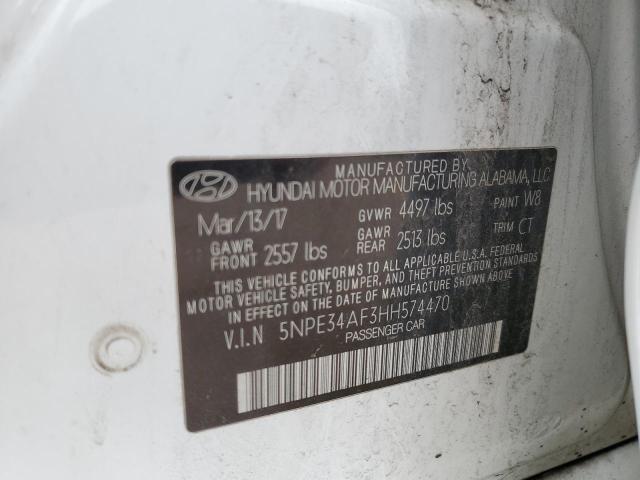 MANUFACTURED BY
HYUNDAI MOTOR MANUFACTURING ALABAMA, LLC
Mar/13/17 GVWR 4497 lbs PAINT W8
GAWR FRONT 2557 lbs GAWR REAR 2513 lbs TRIM CT
THIS VEHICLE CONFORMS TO ALL APPLICABLE U.S.A. FEDERAL
MOTOR VEHICLE SAFETY, BUMPER, AND THEFT PREVENTION STANDARDS
IN EFFECT ON THE DATE OF MANUFACTURE SHOWN ABOVE.
V.I.N 5NPE34AF3HH574470
PASSENGER CAR